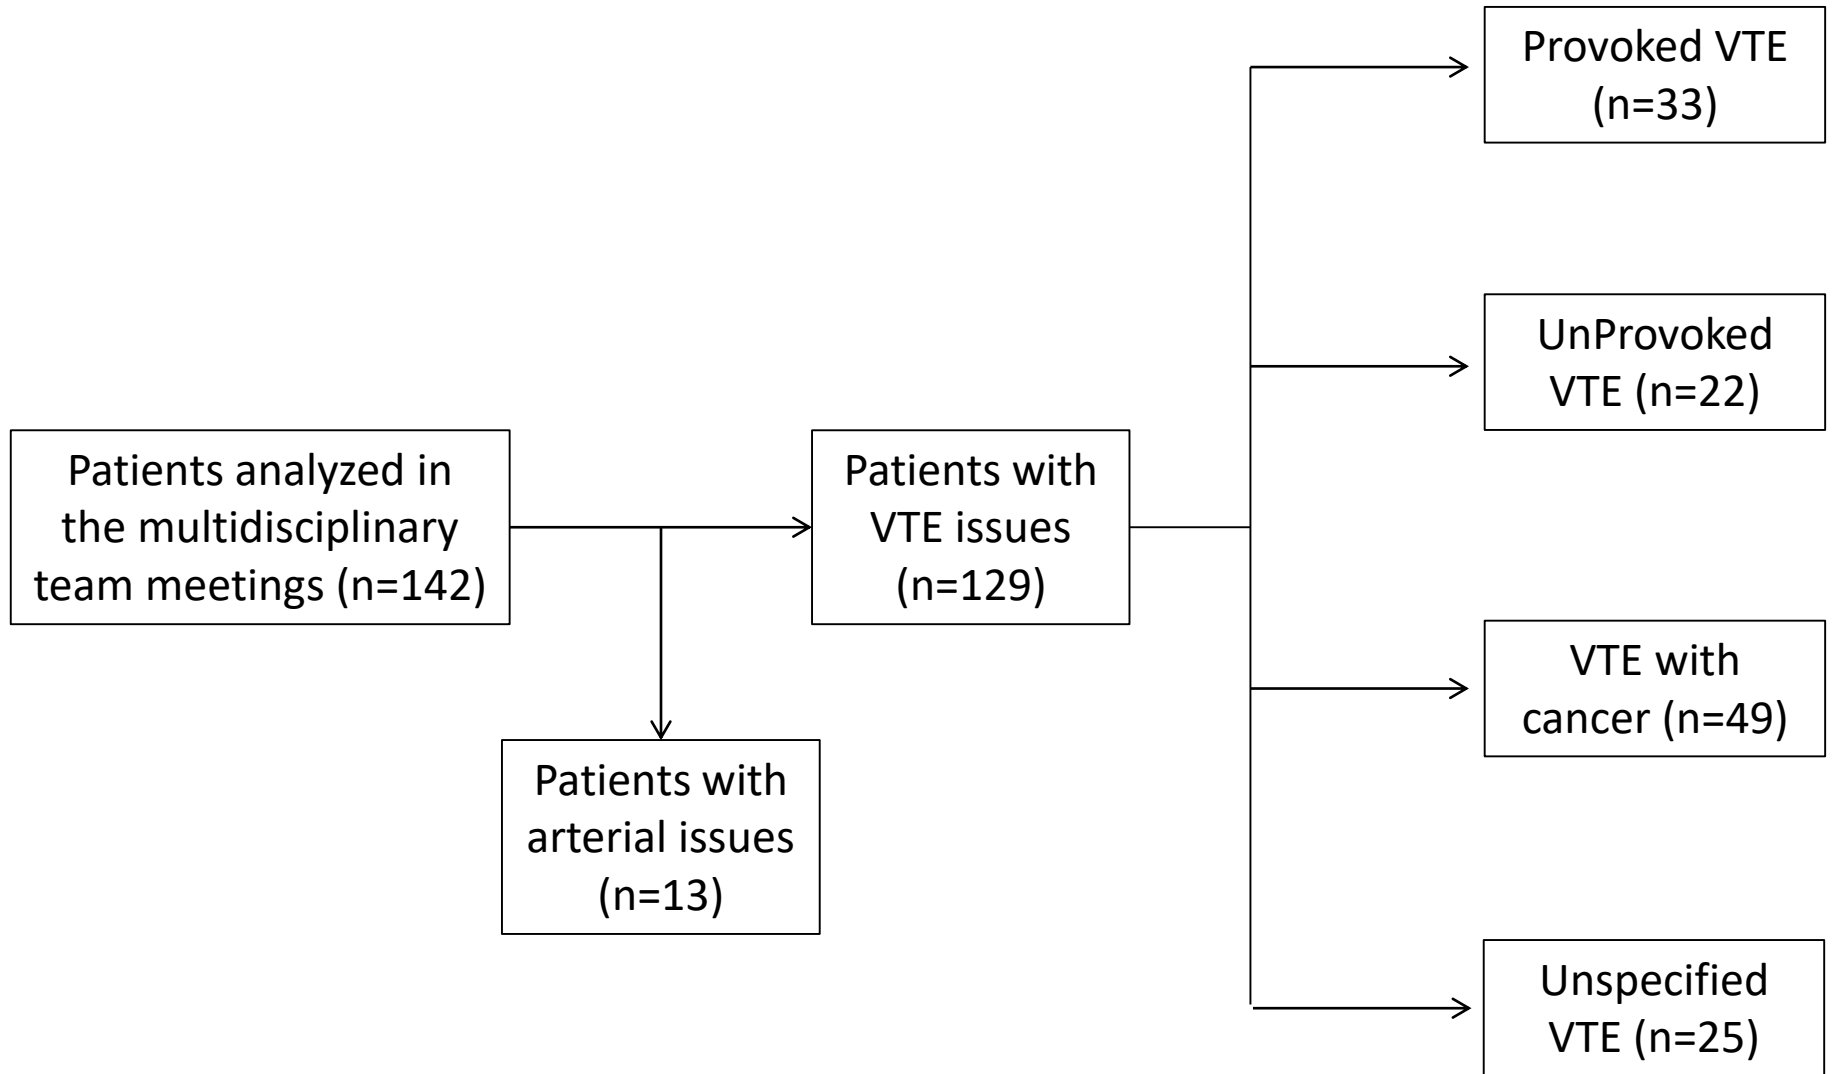 Patients analyzed in
the multidisciplinary
team meetings (n=142)
Patients with
arterial issues
(n=13)
Patients with
VTE issues
(n=129)
Provoked VTE
(n=33)
UnProvoked
VTE (n=22)
VTE with
cancer (n=49)
Unspecified
VTE (n=25)